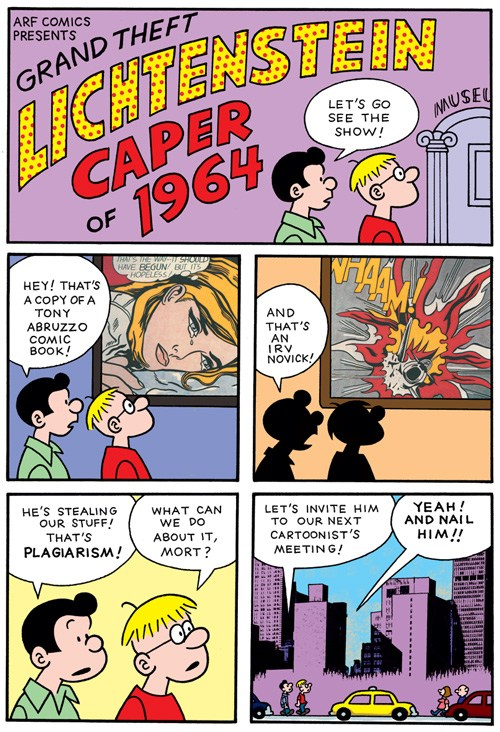 ARF COMICS
PRESENTS
GRAND THEFT
LICHTENSTEIN
CAPER
OF 1964
LET'S GO
SEE THE
SHOW!
MUSEU
HEY! THAT'S
A COPY OF A
TONY
ABRUZZO
COMIC
BOOK!
THAT'S THE WAY-IT SHOULD
HAVE BEGUN! BUT IT'S
HOPELESS!
AND
THAT'S
AN
IRV
NOVICK!
WHAAM!
HE'S STEALING
OUR STUFF!
THAT'S
PLAGIARISM!
WHAT CAN
WE DO
ABOUT IT,
MORT?
LET'S INVITE HIM
TO OUR NEXT
CARTOONIST'S
MEETING!
YEAH!
AND NAIL
HIM!!